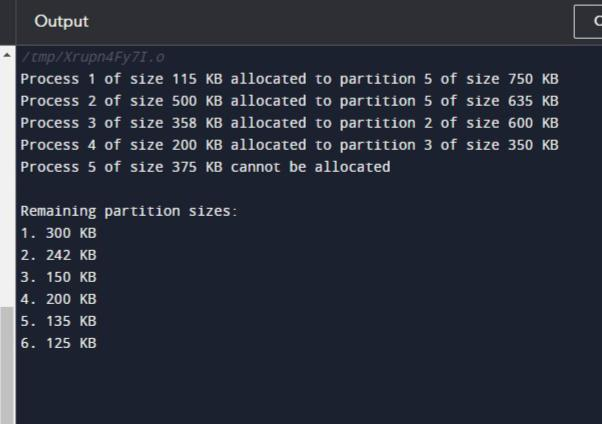 Output
/tmp/Xrupn4Fy7I.o
Process 1 of size 115 KB allocated to partition 5 of size 750 KB
Process 2 of size 500 KB allocated to partition 5 of size 635 KB
Process 3 of size 358 KB allocated to partition 2 of size 600 KB
Process 4 of size 200 KB allocated to partition 3 of size 350 KB
Process 5 of size 375 KB cannot be allocated
Remaining partition sizes:
1. 300 KB
2. 242 KB
3. 150 KB
4. 200 KB
5. 135 KB
6. 125 KB